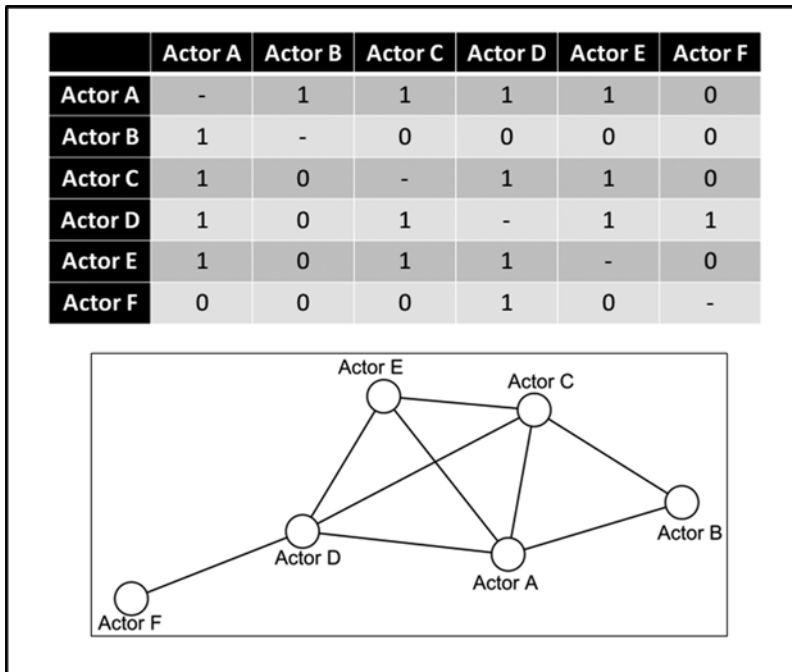 Actor A Actor B Actor C Actor D Actor E Actor F
Actor A - 1 1 1 1 0
Actor B 1 - 0 0 0 0
Actor C 1 0 - 1 1 0
Actor D 1 0 1 - 1 1
Actor E 1 0 1 1 - 0
Actor F 0 0 0 1 0 -
Actor E
Actor C
Actor B
Actor D
Actor A
Actor F